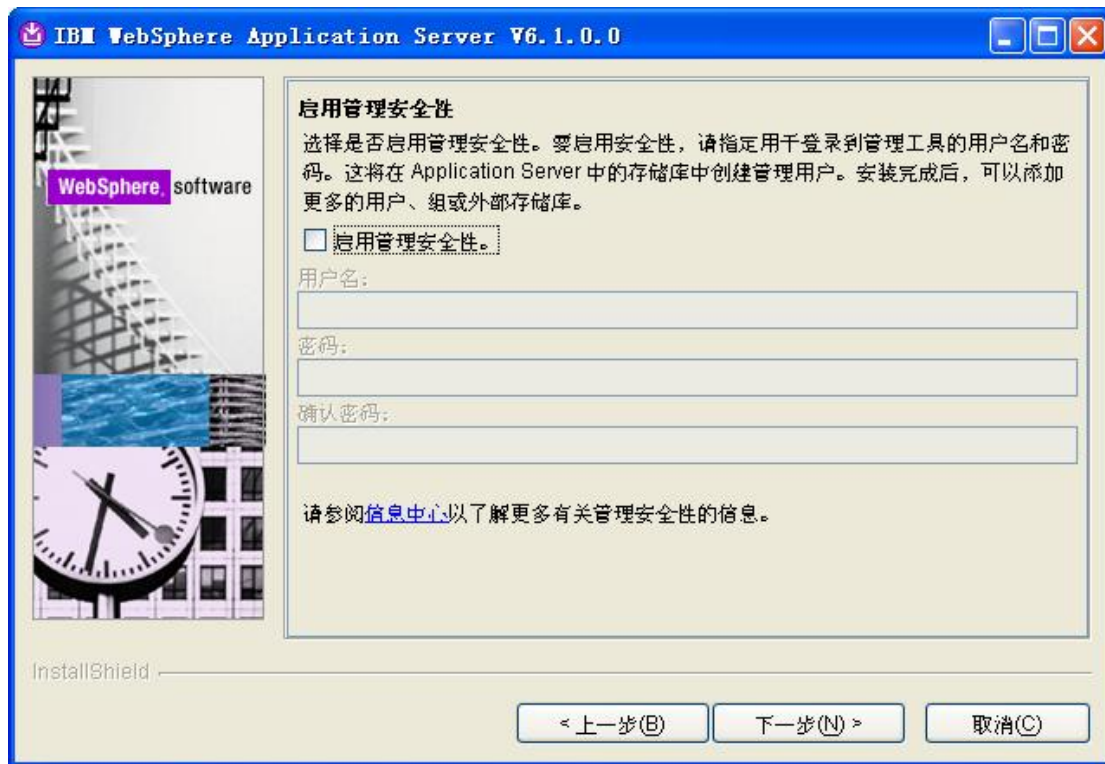 IBM WebSphere Application Server V6.1.0.0
WebSphere. software
启用管理安全性
选择是否启用管理安全性。要启用安全性，请指定用于登录到管理工具的用户名和密
码。这将在 Application Server 中的存储库中创建管理用户。安装完成后，可以添加
更多的用户、组或外部存储库。
启用管理安全性。
用户名：
密码：
确认密码：
请参阅信息中心以了解更多有关管理安全性的信息。
InstallShield
< 上一步(B)
下一步(N) >
取消(C)